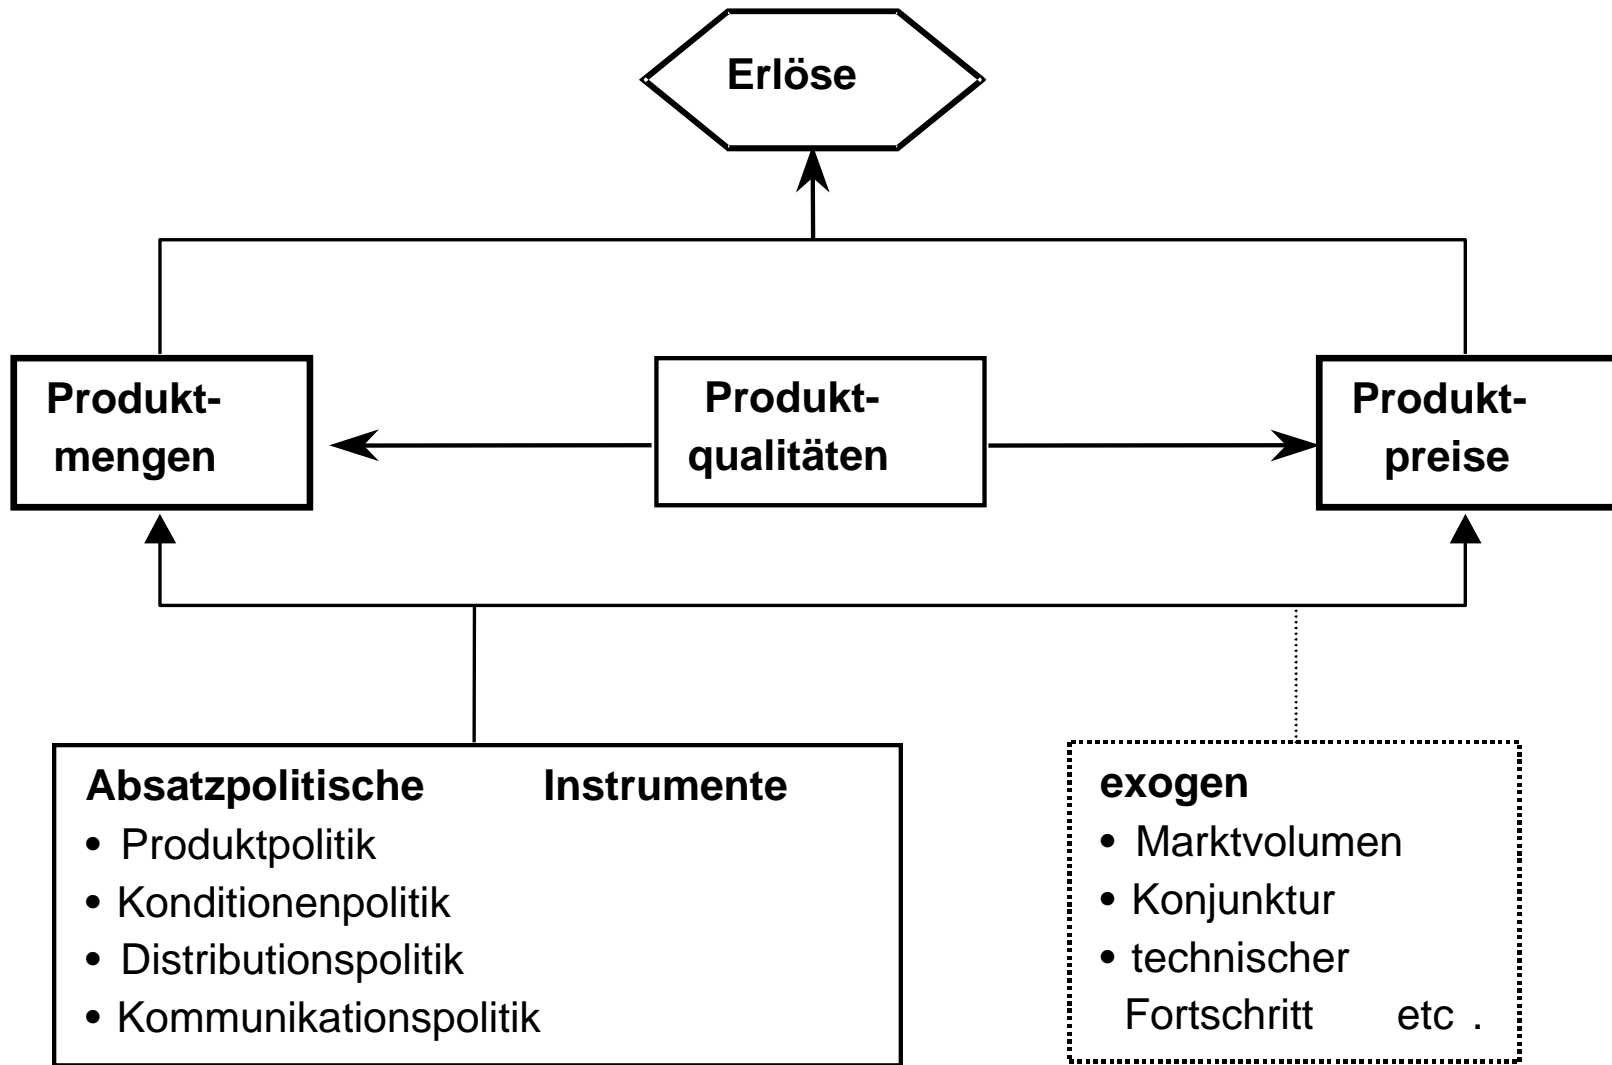 Erlöse
Produkt-
mengen
Produkt-
qualitäten
Produkt-
preise
Absatzpolitische Instrumente
• Produktpolitik
• Konditionenpolitik
• Distributionspolitik
• Kommunikationspolitik
exogen
• Marktvolumen
• Konjunktur
• technischer
Fortschritt etc .